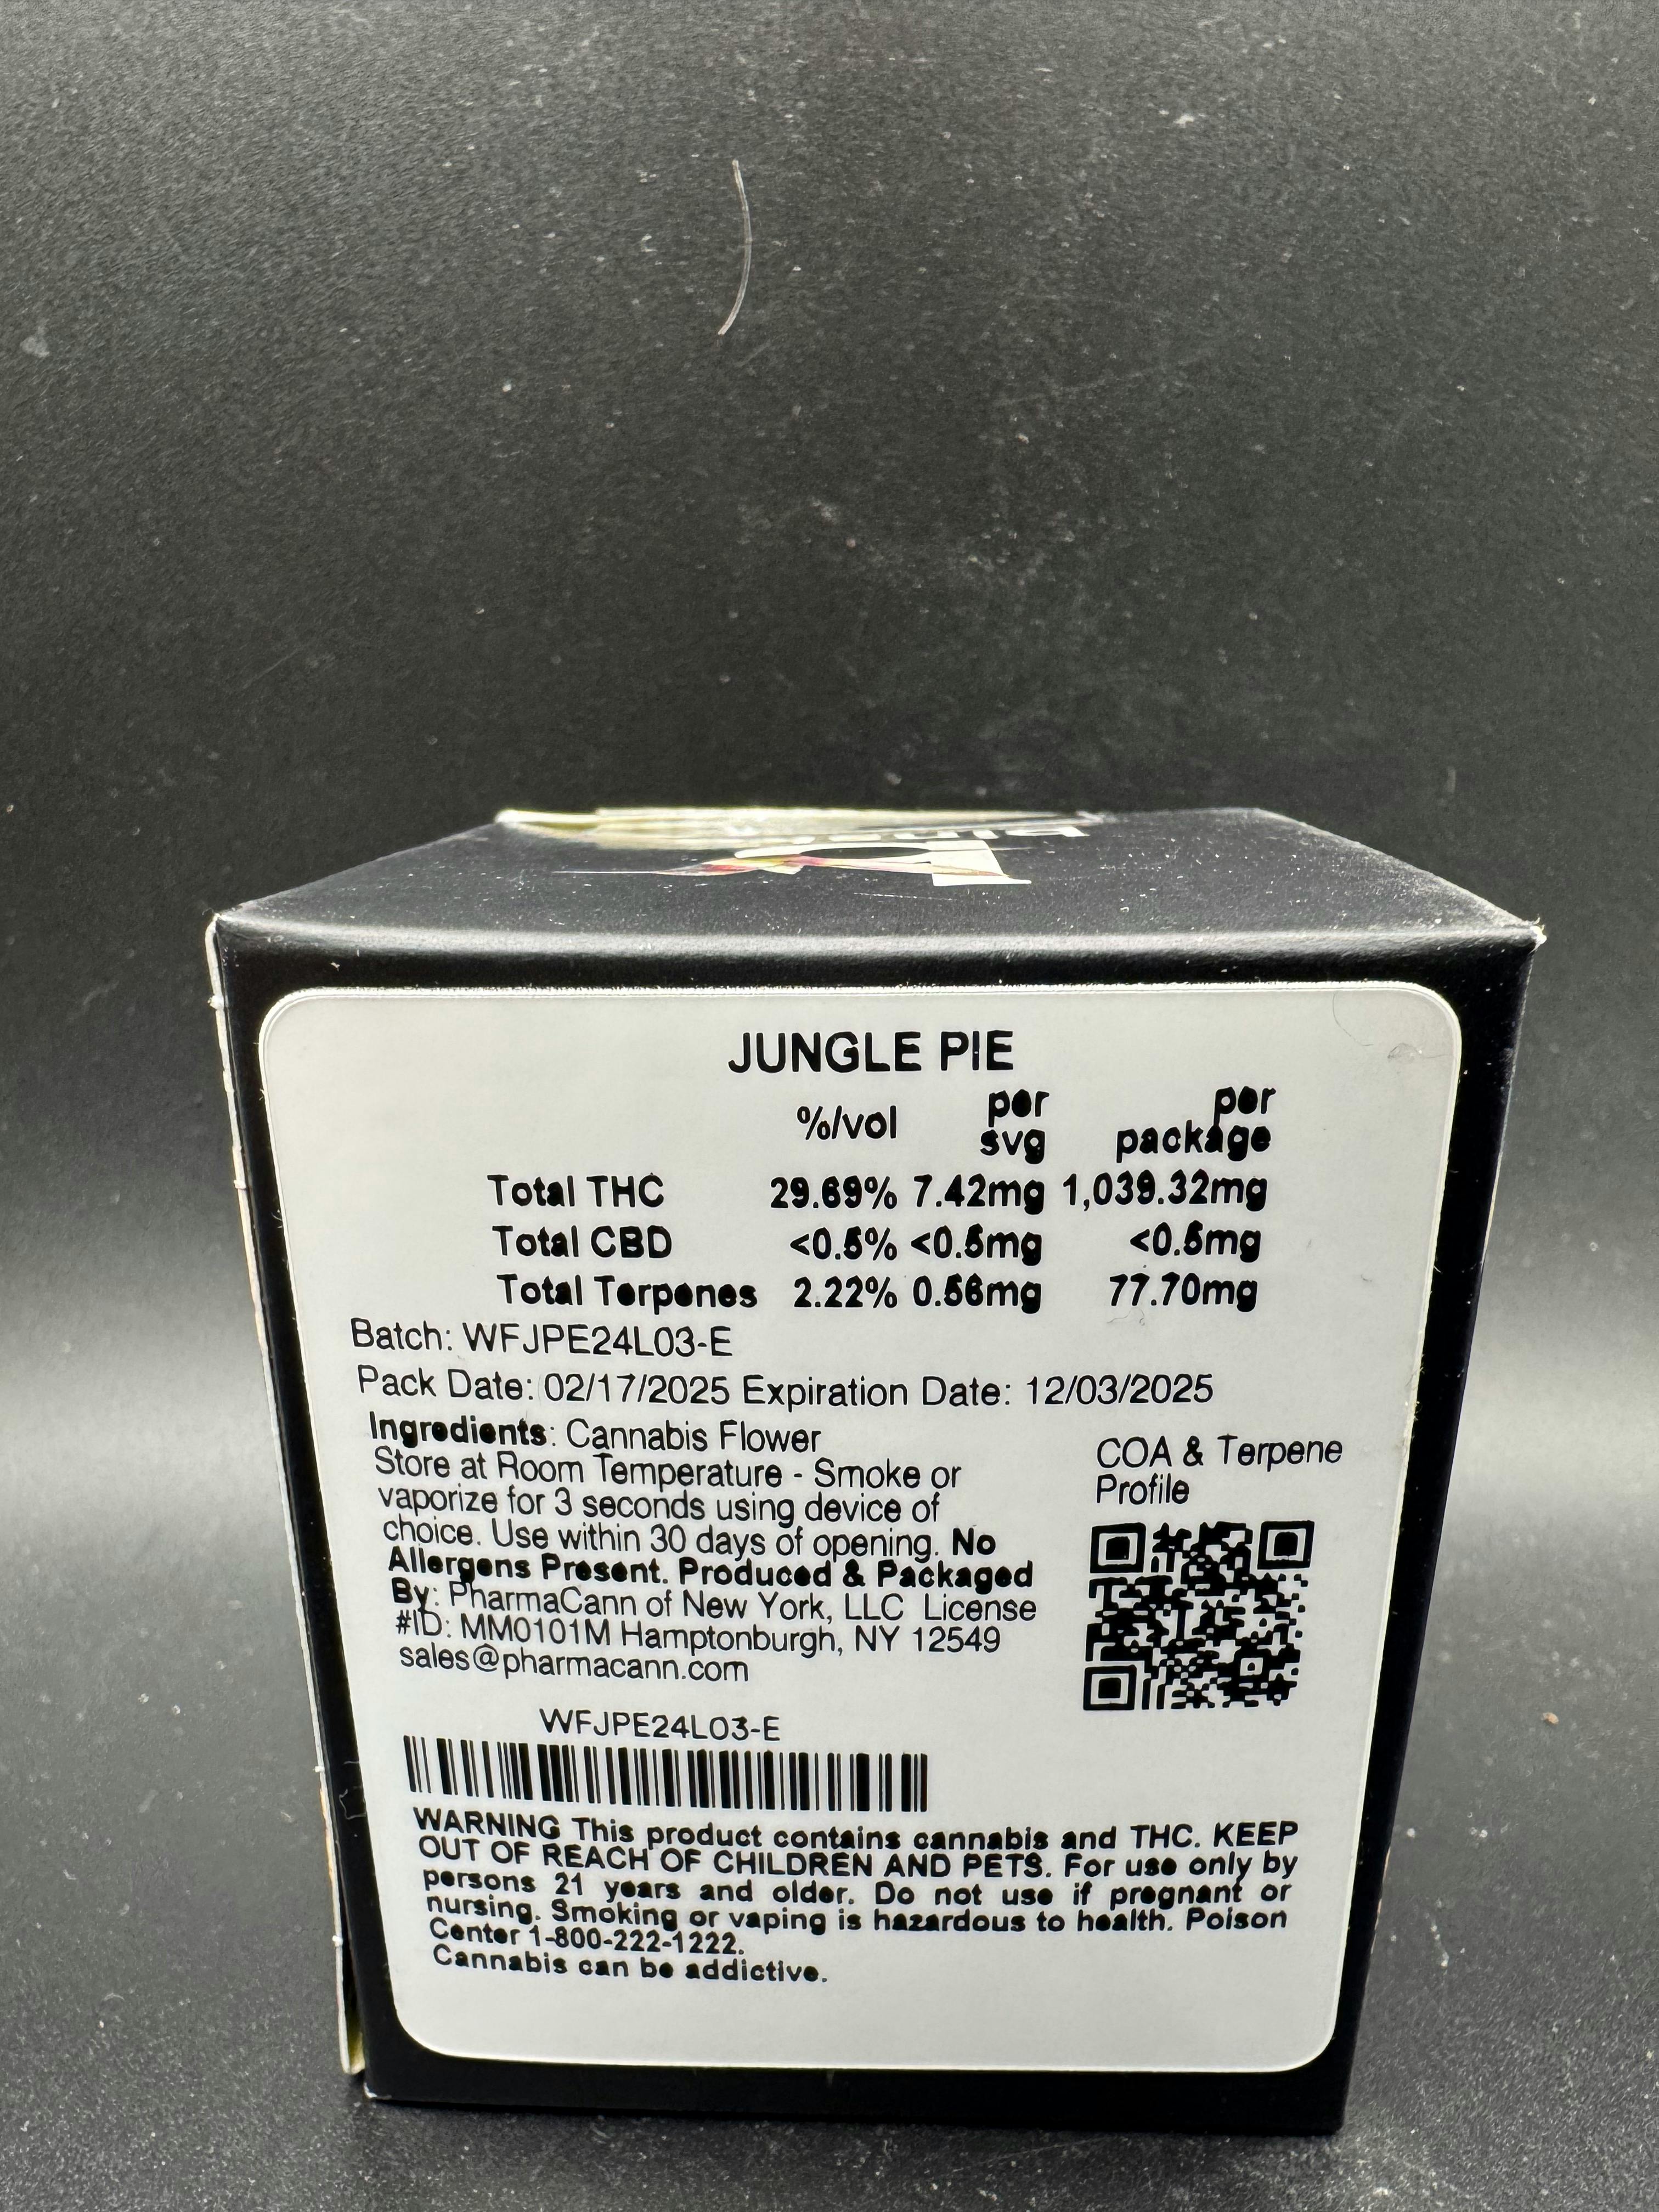 JUNGLE PIE
%/vol per svg per package
Total THC 29.69% 7.42mg 1,039.32mg
Total CBD <0.5% <0.5mg <0.5mg
Total Terpenes 2.22% 0.56mg 77.70mg
Batch: WFJPE24L03-E
Pack Date: 02/17/2025 Expiration Date: 12/03/2025
Ingredients: Cannabis Flower
Store at Room Temperature - Smoke or
vaporize for 3 seconds using device of
choice. Use within 30 days of opening. No
Allergens Present. Produced & Packaged
By: PharmaCann of New York, LLC License
#ID: MM0101M Hamptonburgh, NY 12549
sales@pharmacann.com
COA & Terpene
Profile
WFJPE24L03-E
WARNING This product contains cannabis and THC. KEEP
OUT OF REACH OF CHILDREN AND PETS. For use only by
persons 21 years and older. Do not use if pregnant or
nursing. Smoking or vaping is hazardous to health. Poison
Center 1-800-222-1222.
Cannabis can be addictive.